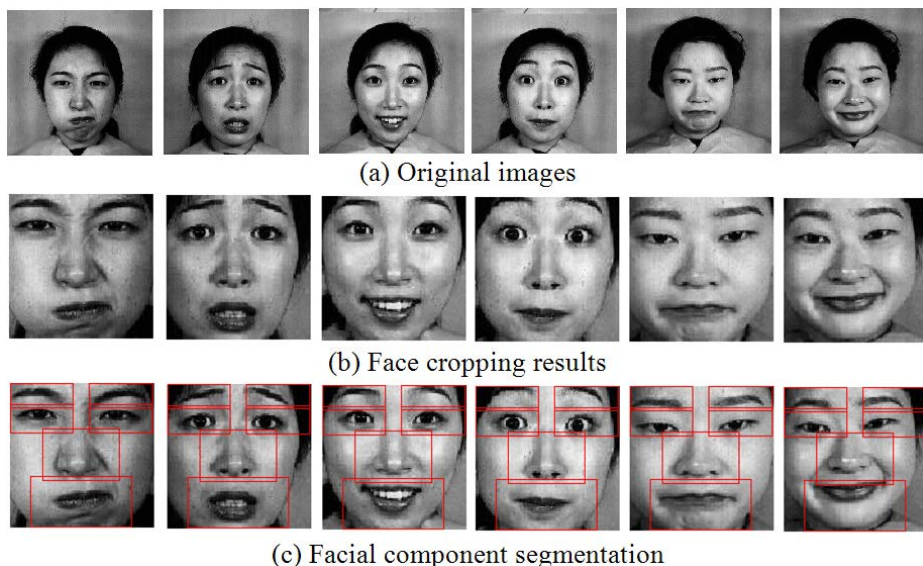 (a) Original images
(b) Face cropping results
(c) Facial component segmentation